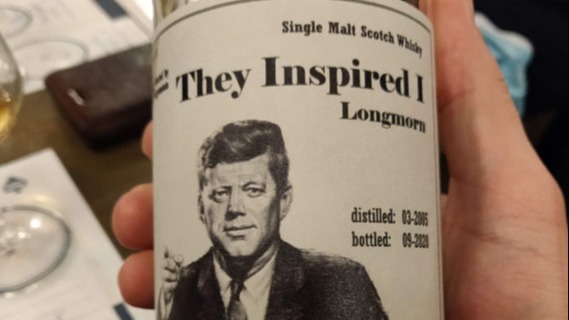 Single Malt Scotch Whisky
They Inspired I
Longmorn
distilled: 03-2005
bottled: 09-2020